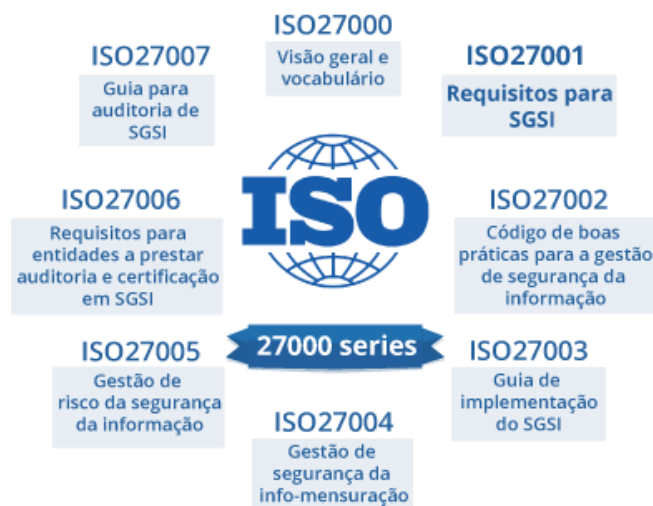 ISO27000
Visão geral e
vocabulário
ISO27001
Requisitos para
SGSI
ISO27002
Código de boas
práticas para a gestão
de segurança da
informação
ISO27003
Guia de
implementação
do SGSI
ISO27004
Gestão de
segurança da
info-mensuração
ISO27005
Gestão de
risco da segurança
da informação
ISO27006
Requisitos para
entidades a prestar
auditoria e certificação
em SGSI
ISO27007
Guia para
auditoria de
SGSI
ISO
27000 series